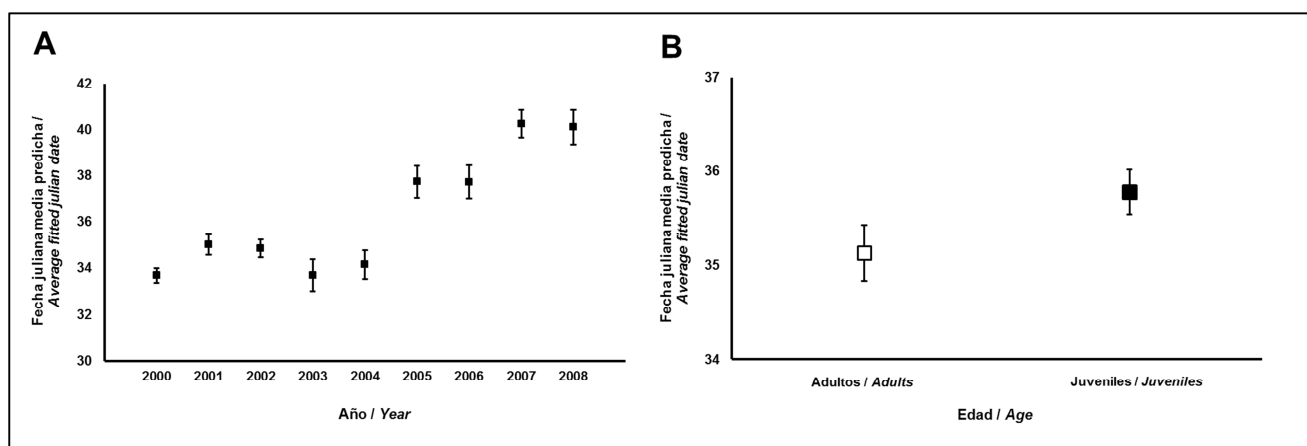 A
Fecha juliana media predicha /
Average fitted julian date
42
40
38
36
34
32
30
2000 2001 2002 2003 2004 2005 2006 2007 2008
Año / Year
B
Fecha juliana media predicha /
Average fitted julian date
37
36
35
34
Adultos / Adults Juveniles / Juveniles
Edad / Age